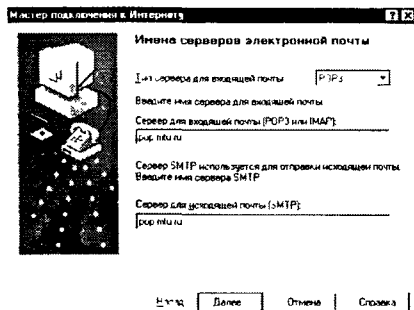 Мастер подключения к Интернету
Имена серверов электронной почты
Тип сервера для входящей почты POP3
Введите имя сервера для входящей почты.
Сервер для входящей почты (POP3 или IMAP):
pop.mtu.ru
Сервер SMTP используется для отправки исходящей почты.
Введите имя сервера SMTP
Сервер для исходящей почты (SMTP):
pop.mtu.ru
Назад Далее Отмена Справка